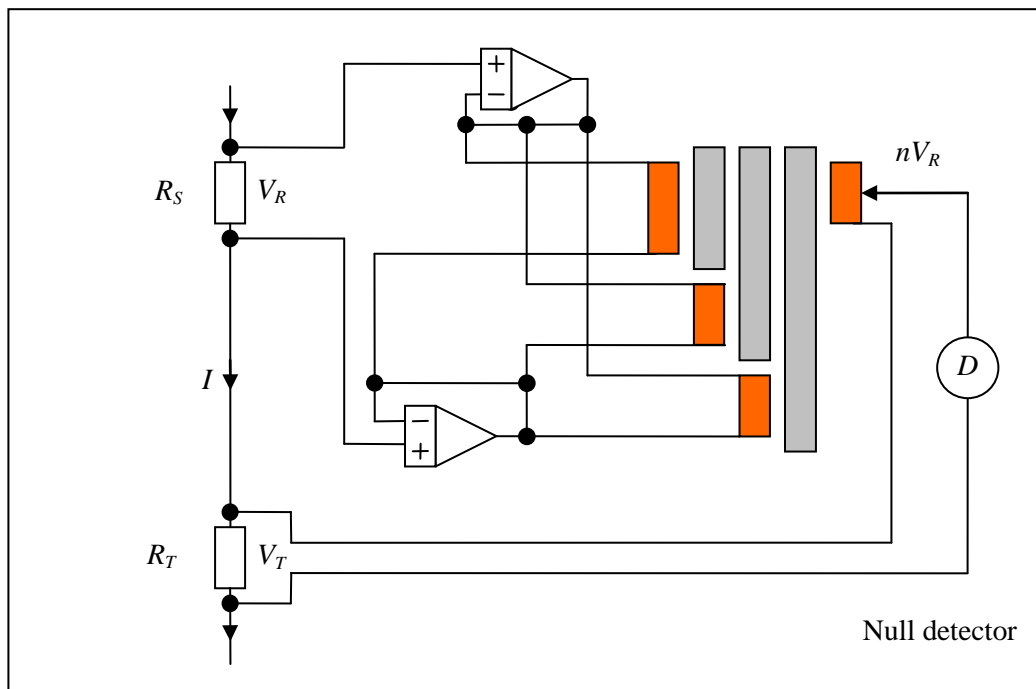 +
−
nV_R
R_S
V_R
I
D
−
+
R_T
V_T
Null detector